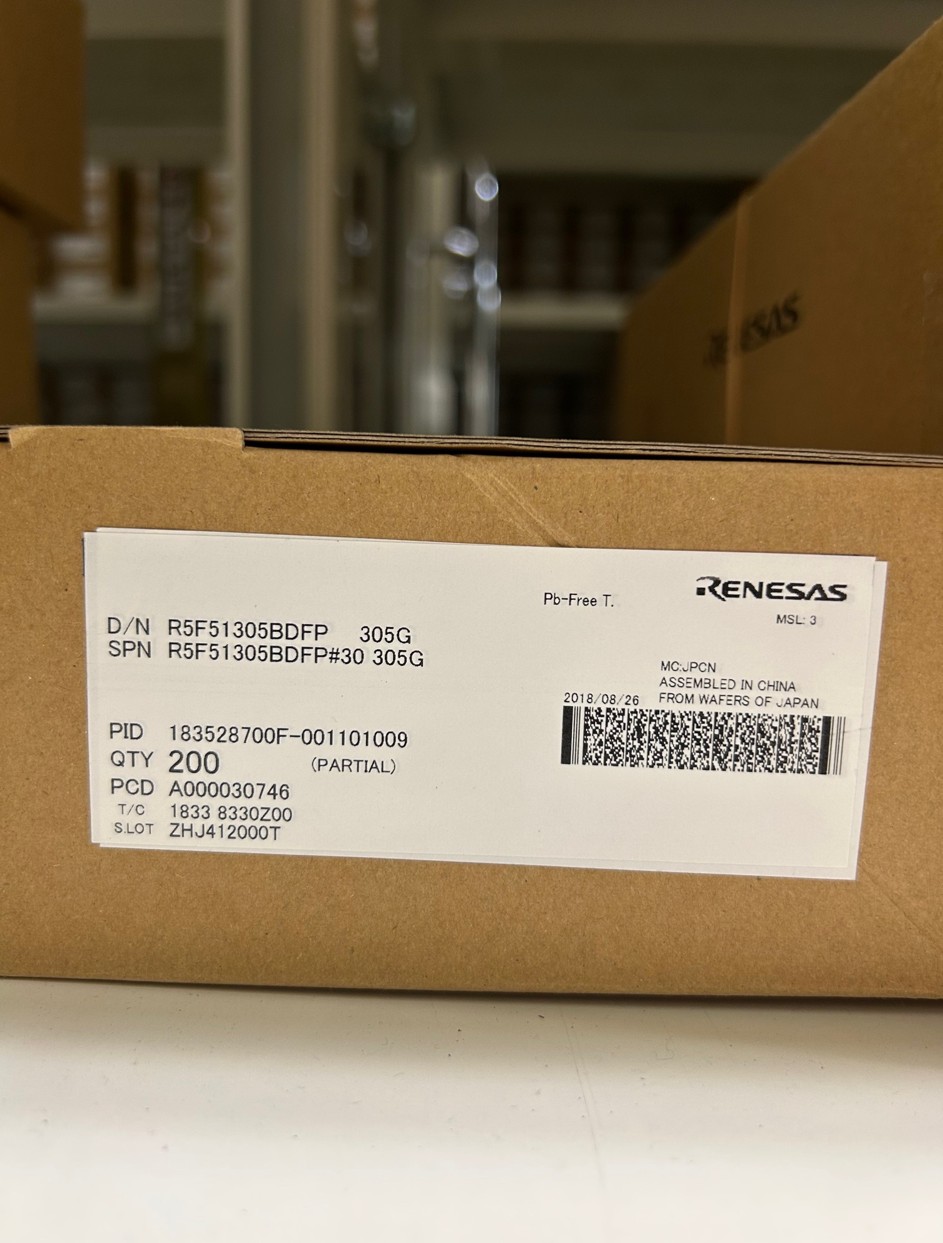 RENESAS
Pb-Free T.
RENESAS
MSL: 3
D/N R5F51305BDFP 305G
SPN R5F51305BDFP#30 305G
MC:JPCN
ASSEMBLED IN CHINA
2018/08/26 FROM WAFERS OF JAPAN
PID 183528700F-001101009
QTY 200 (PARTIAL)
PCD A000030746
T/C 1833 8330Z00
S.LOT ZHJ412000T